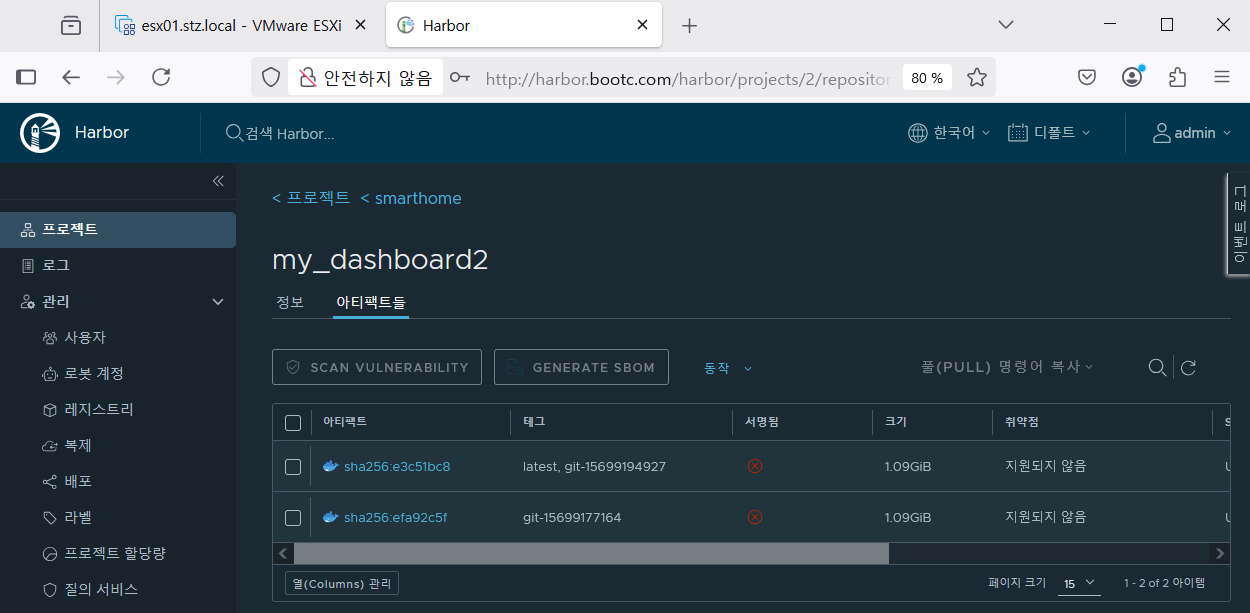 esx01.stz.local - VMware ESXi
Harbor
안전하지 않음
http://harbor.bootc.com/harbor/projects/2/repositor
80 %
Harbor
검색 Harbor...
한국어
디폴트
admin
프로젝트
로그
관리
사용자
로봇 계정
레지스트리
복제
배포
라벨
프로젝트 할당량
질의 서비스
< 프로젝트 < smarthome
my_dashboard2
정보 아티팩트들
SCAN VULNERABILITY GENERATE SBOM 동작 풀(PULL) 명령어 복사
아티팩트 태그 서명됨 크기 취약점 S
sha256:e3c51bc8 latest, git-15699194927 1.09GiB 지원되지 않음 U
sha256:efa92c5f git-15699177164 1.09GiB 지원되지 않음 U
열(Columns) 관리 페이지 크기 15 1 - 2 of 2 아이템
이벤트 로그